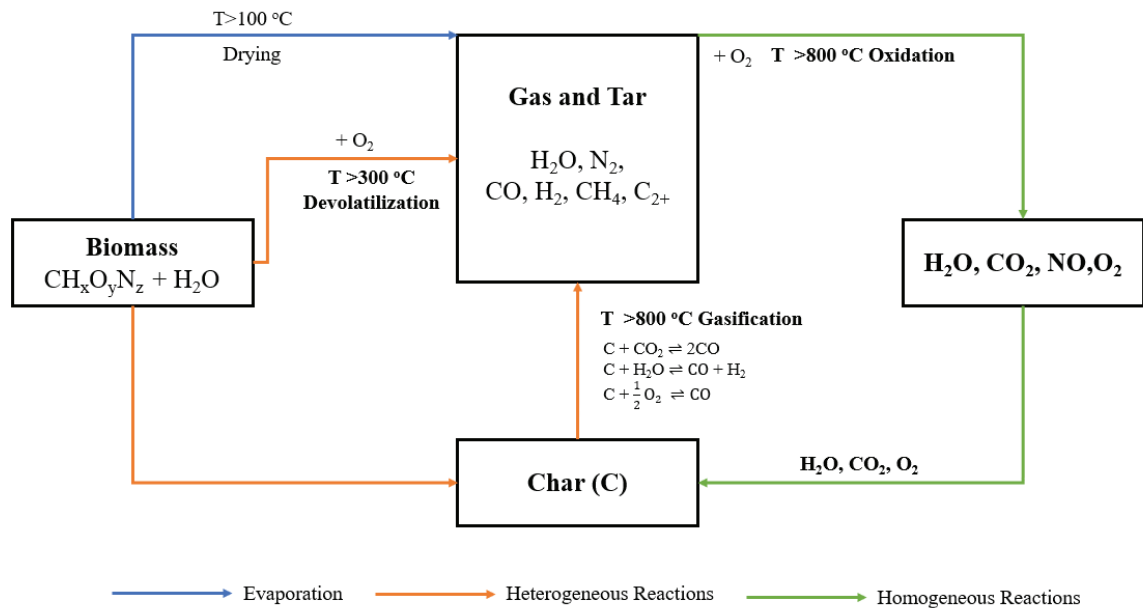 T>100 °C
Drying
+ O₂
T >300 °C
Devolatilization
Biomass
CHₓOᵧN_z + H₂O
Gas and Tar
H₂O, N₂,
CO, H₂, CH₄, C₂₊
+ O₂ T >800 °C Oxidation
H₂O, CO₂, NO,O₂
T >800 °C Gasification
C + CO₂ ⇌ 2CO
C + H₂O ⇌ CO + H₂
C + ½ O₂ ⇌ CO
Char (C)
H₂O, CO₂, O₂
Evaporation
Heterogeneous Reactions
Homogeneous Reactions